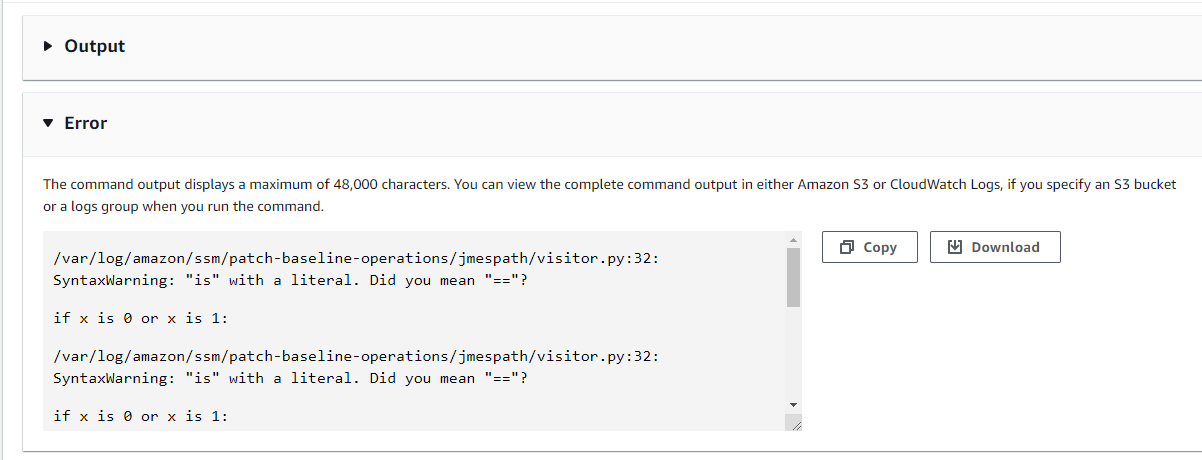 Output
Error
The command output displays a maximum of 48,000 characters. You can view the complete command output in either Amazon S3 or CloudWatch Logs, if you specify an S3 bucket
or a logs group when you run the command.
/var/log/amazon/ssm/patch-baseline-operations/jmespath/visitor.py:32:
SyntaxWarning: "is" with a literal. Did you mean "=="?
if x is 0 or x is 1:
/var/log/amazon/ssm/patch-baseline-operations/jmespath/visitor.py:32:
SyntaxWarning: "is" with a literal. Did you mean "=="?
if x is 0 or x is 1:
Copy
Download